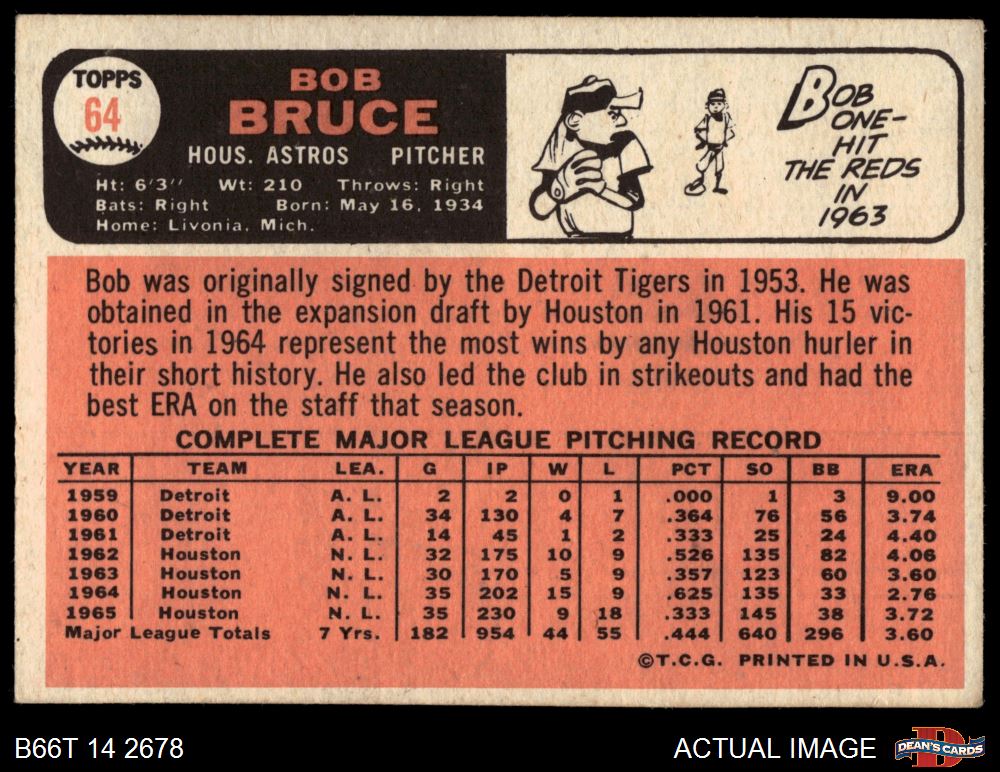 TOPPS
64
BOB
BRUCE
HOUS. ASTROS PITCHER
Ht: 6'3" Wt: 210 Throws: Right
Bats: Right Born: May 16, 1934
Home: Livonia, Mich.
BOB
ONE-
HIT
THE REDS
IN
1963
Bob was originally signed by the Detroit Tigers in 1953. He was
obtained in the expansion draft by Houston in 1961. His 15 vic-
tories in 1964 represent the most wins by any Houston hurler in
their short history. He also led the club in strikeouts and had the
best ERA on the staff that season.
COMPLETE MAJOR LEAGUE PITCHING RECORD
YEAR TEAM LEA. G IP W L PCT SO BB ERA
1959 Detroit A. L. 2 2 0 1 .000 1 3 9.00
1960 Detroit A. L. 34 130 4 7 .364 76 56 3.74
1961 Detroit A. L. 14 45 1 2 .333 25 24 4.40
1962 Houston N. L. 32 175 10 9 .526 135 82 4.06
1963 Houston N. L. 30 170 5 9 .357 123 60 3.60
1964 Houston N. L. 35 202 15 9 .625 135 33 2.76
1965 Houston N. L. 35 230 9 18 .333 145 38 3.72
Major League Totals 7 Yrs. 182 954 44 55 .444 640 296 3.60
©T.C.G. PRINTED IN U.S.A.
B66T 14 2678
ACTUAL IMAGE
D
DEAN'S CARDS